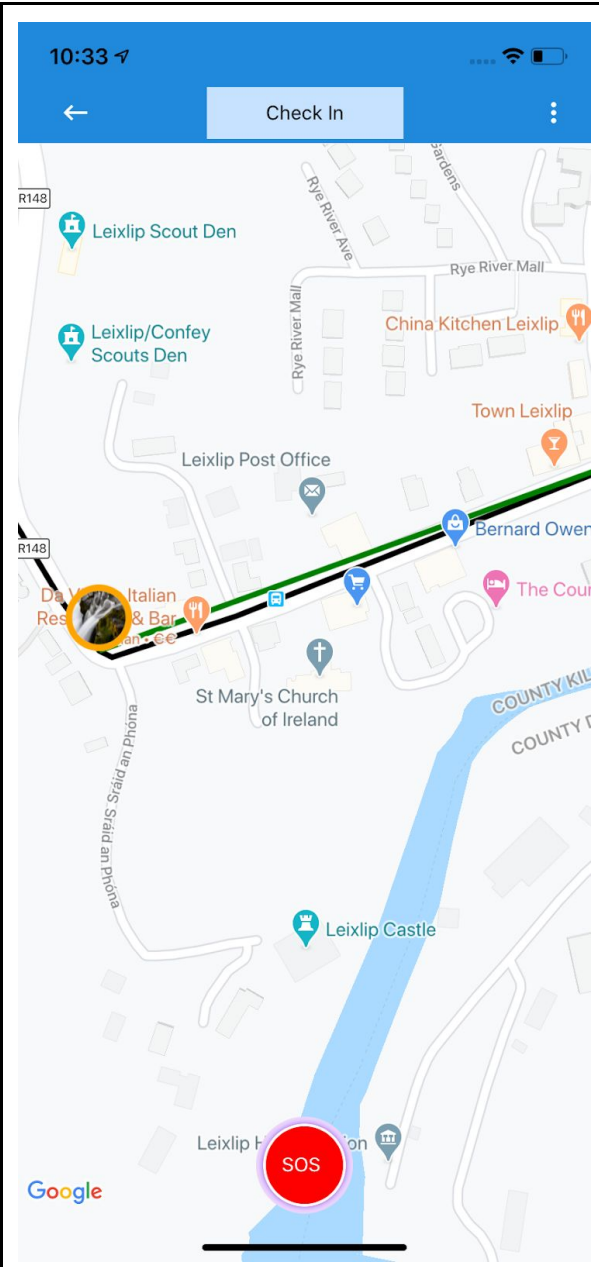 10:33
Check In
Gardens
R148
Leixlip Scout Den
Rye River Ave
Rye River Mall
Rye River Mall
China Kitchen Leixlip
Leixlip/Confey
Scouts Den
Town Leixlip
Leixlip Post Office
Bernard Owen
R148
Da Italian
& Bar
€€
The Cour
St Mary's Church
of Ireland
COUNTY KIL
COUNTY
Sráid an Phóna
Sráid an Phóna
Leixlip Castle
Leixlip
SOS
Google